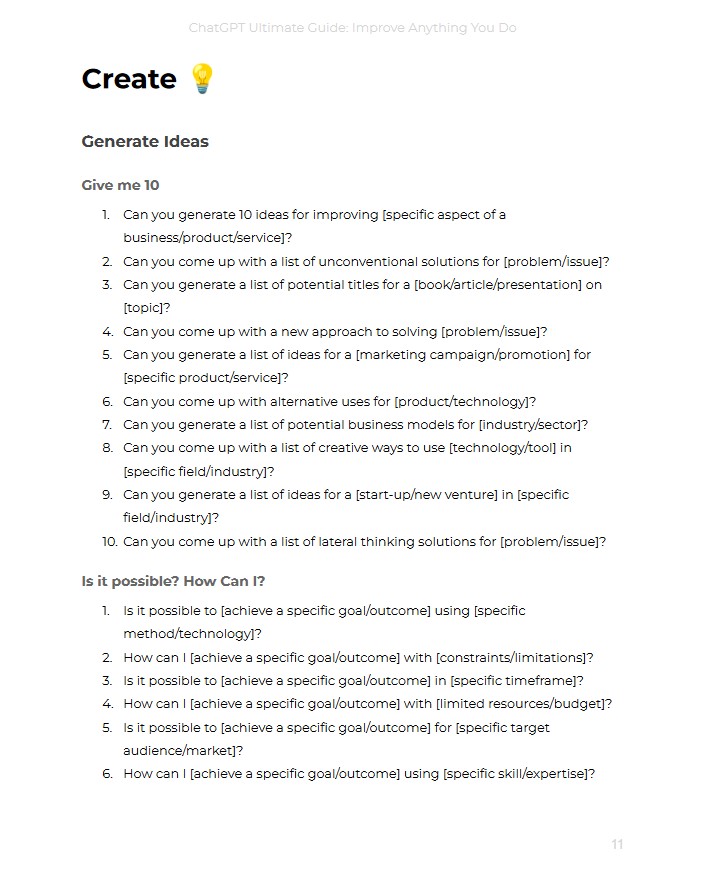 ChatGPT Ultimate Guide: Improve Anything You Do
Create 💡
Generate Ideas
Give me 10
1. Can you generate 10 ideas for improving [specific aspect of a
business/product/service]?
2. Can you come up with a list of unconventional solutions for [problem/issue]?
3. Can you generate a list of potential titles for a [book/article/presentation] on
[topic]?
4. Can you come up with a new approach to solving [problem/issue]?
5. Can you generate a list of ideas for a [marketing campaign/promotion] for
[specific product/service]?
6. Can you come up with alternative uses for [product/technology]?
7. Can you generate a list of potential business models for [industry/sector]?
8. Can you come up with a list of creative ways to use [technology/tool] in
[specific field/industry]?
9. Can you generate a list of ideas for a [start-up/new venture] in [specific
field/industry]?
10. Can you come up with a list of lateral thinking solutions for [problem/issue]?
Is it possible? How Can I?
1. Is it possible to [achieve a specific goal/outcome] using [specific
method/technology]?
2. How can I [achieve a specific goal/outcome] with [constraints/limitations]?
3. Is it possible to [achieve a specific goal/outcome] in [specific timeframe]?
4. How can I [achieve a specific goal/outcome] with [limited resources/budget]?
5. Is it possible to [achieve a specific goal/outcome] for [specific target
audience/market]?
6. How can I [achieve a specific goal/outcome] using [specific skill/expertise]?
11